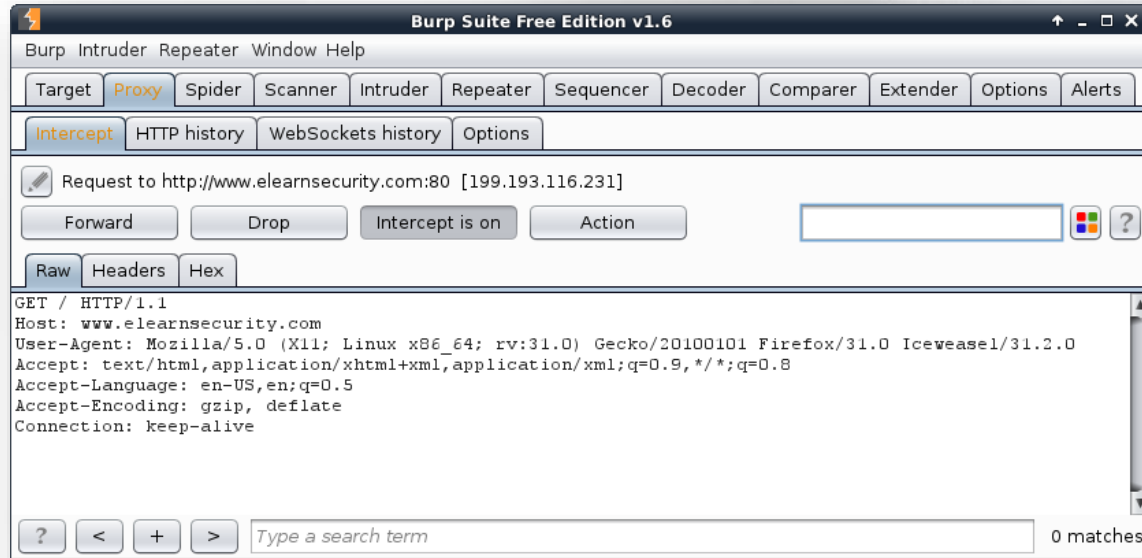 Burp Suite Free Edition v1.6
Burp Intruder Repeater Window Help
Target Proxy Spider Scanner Intruder Repeater Sequencer Decoder Comparer Extender Options Alerts
Intercept HTTP history WebSockets history Options
Request to http://www.elearnsecurity.com:80 [199.193.116.231]
Forward Drop Intercept is on Action ?
Raw Headers Hex
GET / HTTP/1.1
Host: www.elearnsecurity.com
User-Agent: Mozilla/5.0 (X11; Linux x86_64; rv:31.0) Gecko/20100101 Firefox/31.0 Iceweasel/31.2.0
Accept: text/html,application/xhtml+xml,application/xml;q=0.9,*/*;q=0.8
Accept-Language: en-US,en;q=0.5
Accept-Encoding: gzip, deflate
Connection: keep-alive
? < + > Type a search term 0 matches